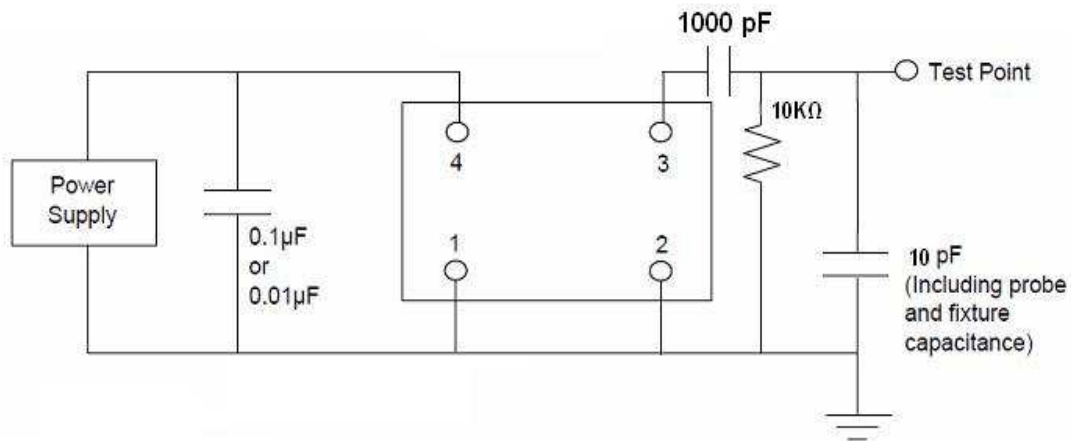 1000 pF
Test Point
10KΩ
4
3
Power
Supply
0.1µF
or
0.01µF
1
2
10 pF
(Including probe
and fixture
capacitance)